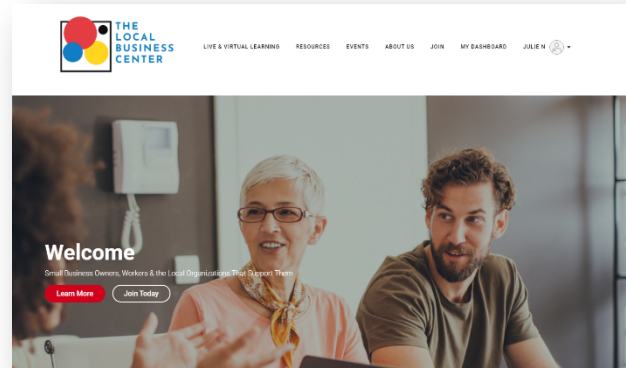 THE
LOCAL
BUSINESS
CENTER
LIVE & VIRTUAL LEARNING RESOURCES EVENTS ABOUT US JOIN MY DASHBOARD JULIE N
Welcome
Small Business Owners, Workers & the Local Organizations That Support Them
Learn More Join Today